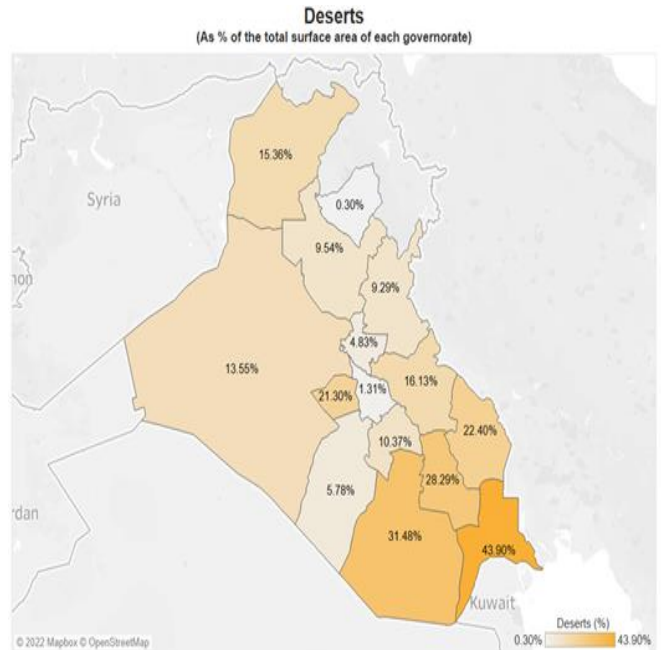 Deserts
(As % of the total surface area of each governorate)
15.36%
Syria
0.30%
9.54%
non
9.29%
4.83%
13.55%
16.13%
21.30%
1.31%
22.40%
10.37%
28.29%
5.78%
rdan
31.48%
43.90%
Kuwait
Deserts (%)
0.30% 43.90%
© 2022 Mapbox © OpenStreetMap